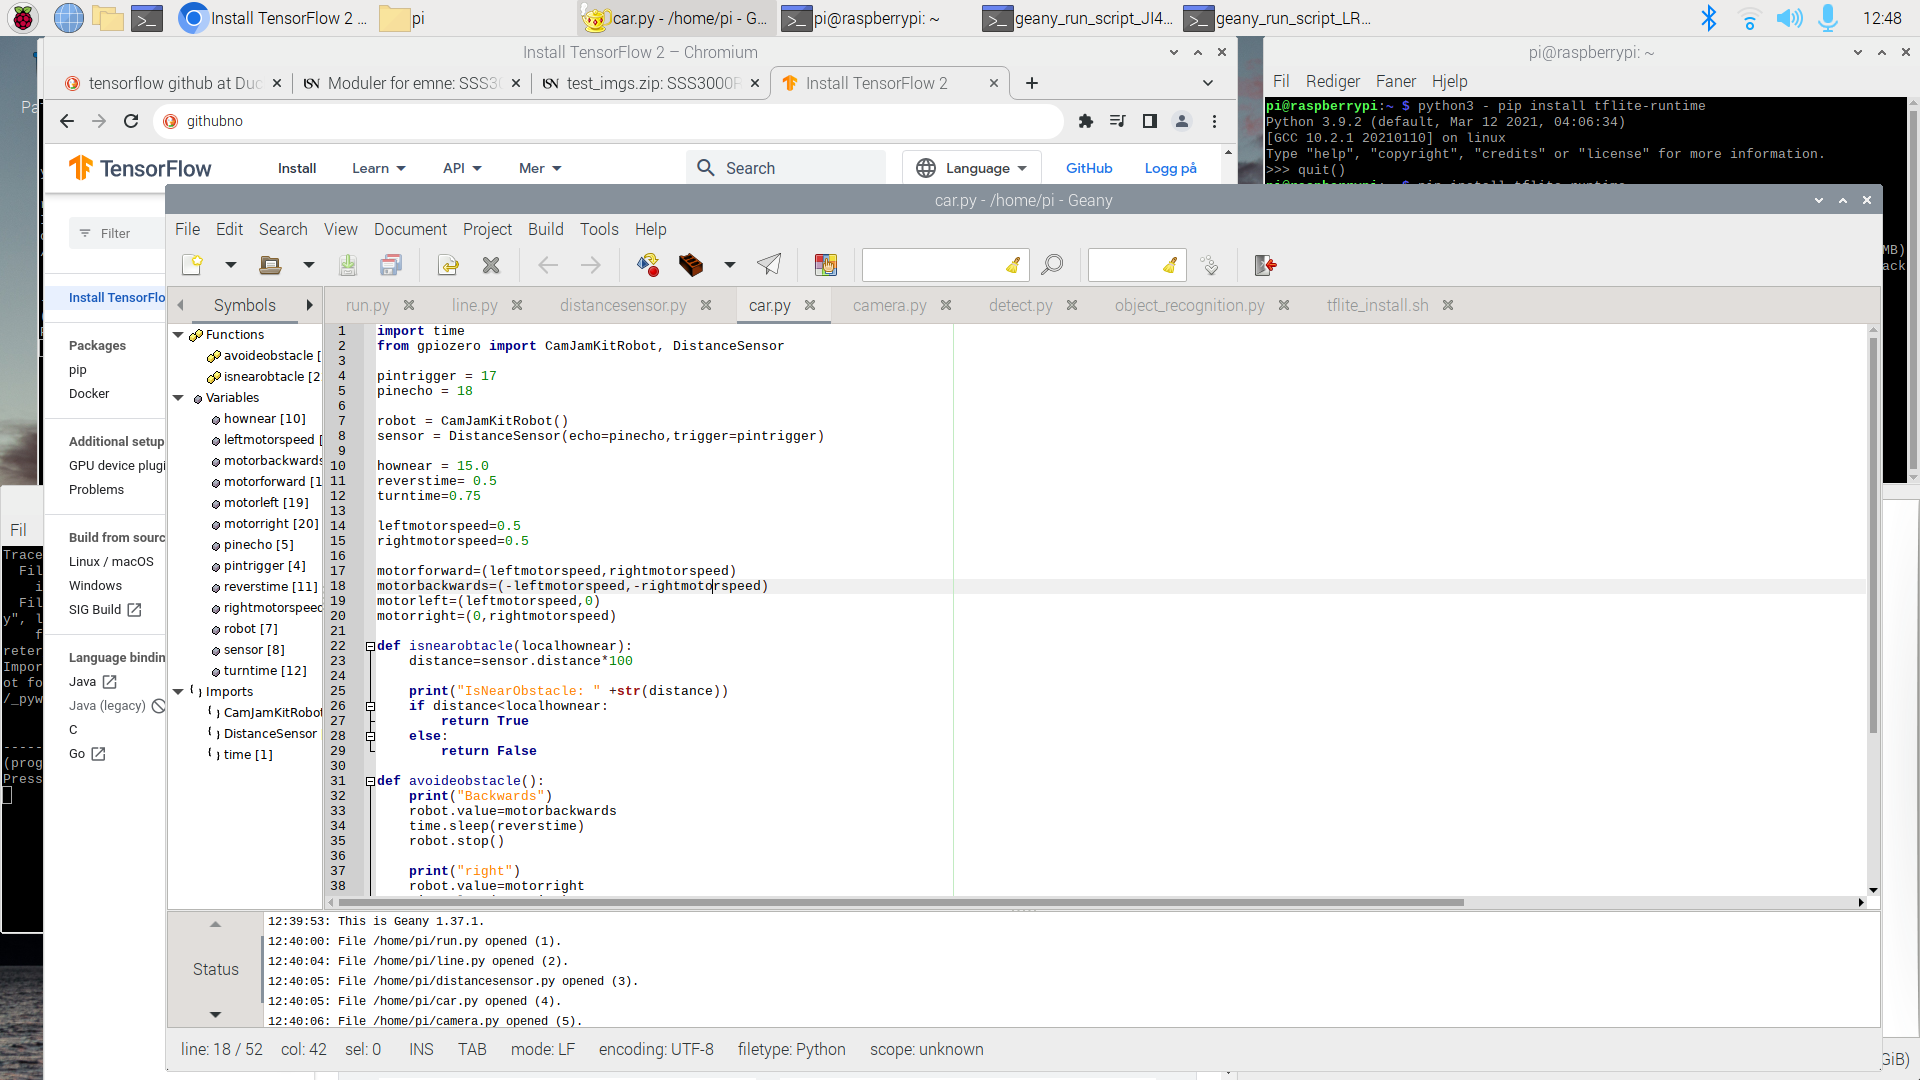 Install TensorFlow 2 ...
pi
car.py - /home/pi - G...
pi@raspberrypi: ~
geany_run_script_JI4...
geany_run_script_LR...
12:48
Install TensorFlow 2 – Chromium
tensorflow github at Duc
Moduler for emne: SSS30
test_imgs.zip: SSS3000F
Install TensorFlow 2
githubno
TensorFlow
Install
Learn
API
Mer
Search
Language
GitHub
Logg på
Filter
Install TensorFlo
Packages
pip
Docker
Additional setup
GPU device plugi
Problems
Build from sourc
Linux / macOS
Windows
SIG Build
Language bindin
Java
Java (legacy)
C
Go
pi@raspberrypi: ~
Fil Rediger Faner Hjelp
pi@raspberrypi:~ $ python3 - pip install tflite-runtime
Python 3.9.2 (default, Mar 12 2021, 04:06:34)
[GCC 10.2.1 20210110] on linux
Type "help", "copyright", "credits" or "license" for more information.
>>> quit()
MB)
ack
Fil
Trace
Fil
i
Fil
y", l
f
reter
Impor
ot fo
/_pyw
-----
(prog
Press
GiB)
car.py - /home/pi - Geany
File Edit Search View Document Project Build Tools Help
Symbols
run.py
line.py
distancesensor.py
car.py
camera.py
detect.py
object_recognition.py
tflite_install.sh
Functions
avoideobstacle [
isnearobtacle [2
Variables
hownear [10]
leftmotorspeed [
motorbackwards
motorforward [1
motorleft [19]
motorright [20]
pinecho [5]
pintrigger [4]
reverstime [11]
rightmotorspeed
robot [7]
sensor [8]
turntime [12]
Imports
CamJamKitRobot
DistanceSensor
time [1]
1 import time
2 from gpiozero import CamJamKitRobot, DistanceSensor
3
4 pintrigger = 17
5 pinecho = 18
6
7 robot = CamJamKitRobot()
8 sensor = DistanceSensor(echo=pinecho,trigger=pintrigger)
9
10 hownear = 15.0
11 reverstime= 0.5
12 turntime=0.75
13
14 leftmotorspeed=0.5
15 rightmotorspeed=0.5
16
17 motorforward=(leftmotorspeed,rightmotorspeed)
18 motorbackwards=(-leftmotorspeed,-rightmotorspeed)
19 motorleft=(leftmotorspeed,0)
20 motorright=(0,rightmotorspeed)
21
22 def isnearobtacle(localhownear):
23 distance=sensor.distance*100
24
25 print("IsNearObstacle: " +str(distance))
26 if distance<localhownear:
27 return True
28 else:
29 return False
30
31 def avoideobstacle():
32 print("Backwards")
33 robot.value=motorbackwards
34 time.sleep(reverstime)
35 robot.stop()
36
37 print("right")
38 robot.value=motorright
Status
12:39:53: This is Geany 1.37.1.
12:40:00: File /home/pi/run.py opened (1).
12:40:04: File /home/pi/line.py opened (2).
12:40:05: File /home/pi/distancesensor.py opened (3).
12:40:05: File /home/pi/car.py opened (4).
12:40:06: File /home/pi/camera.py opened (5).
line: 18 / 52 col: 42 sel: 0 INS TAB mode: LF encoding: UTF-8 filetype: Python scope: unknown